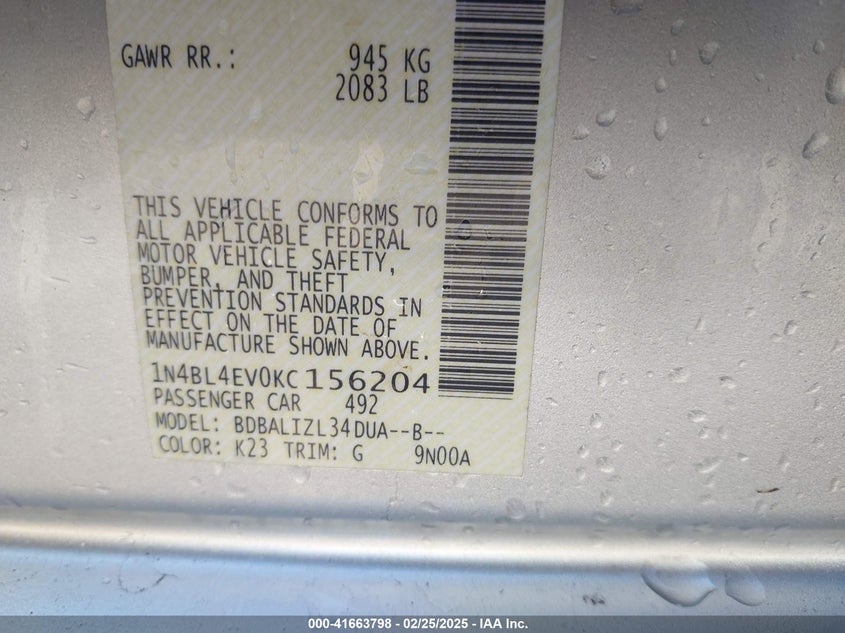 GAWR RR.: 945 KG
2083 LB
THIS VEHICLE CONFORMS TO
ALL APPLICABLE FEDERAL
MOTOR VEHICLE SAFETY,
BUMPER, AND THEFT
PREVENTION STANDARDS IN
EFFECT ON THE DATE OF
MANUFACTURE SHOWN ABOVE.
1N4BL4EV0KC156204
PASSENGER CAR 492
MODEL: BDBALIZL34DUA--B--
COLOR: K23 TRIM: G 9N00A
000-41663798 - 02/25/2025 - IAA Inc.